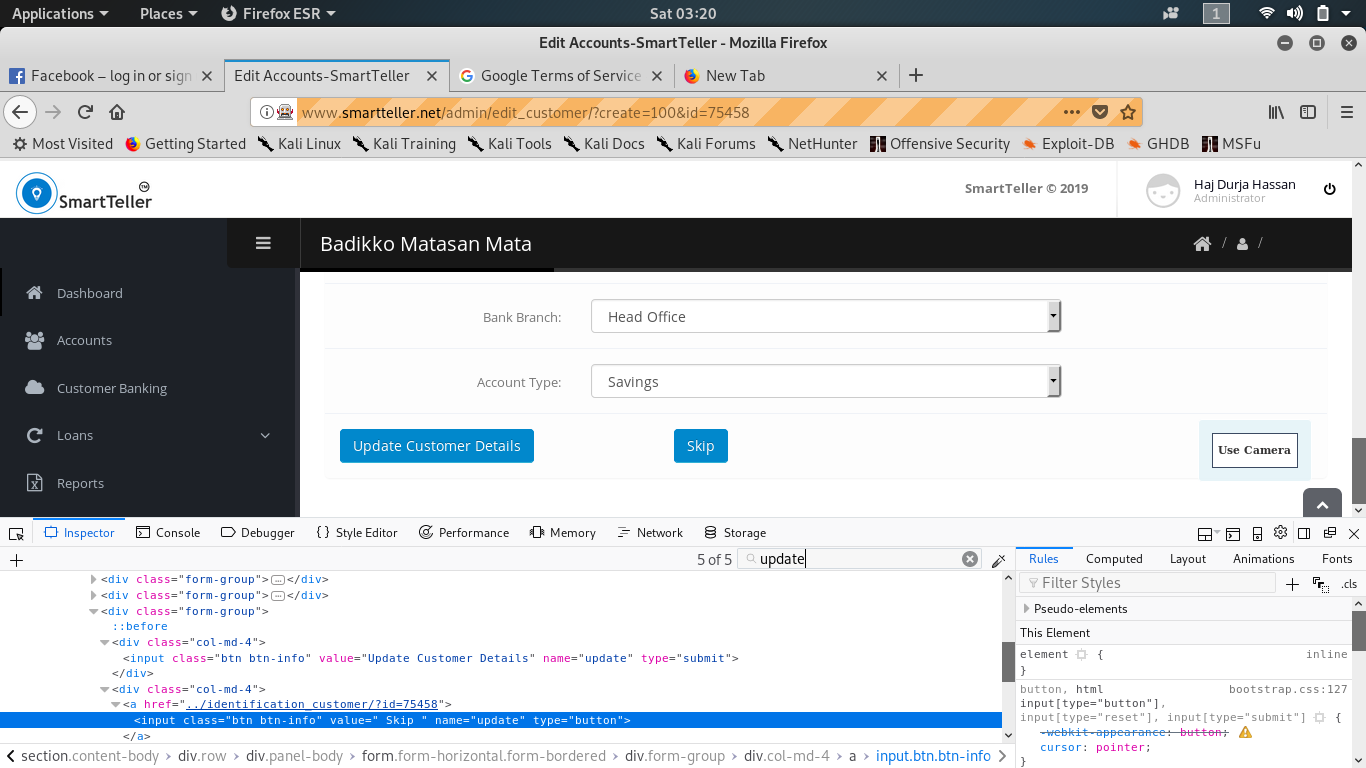 Applications Places Firefox ESR Sat 03:20 1
Edit Accounts-SmartTeller - Mozilla Firefox
Facebook – log in or sign Edit Accounts-SmartTeller Google Terms of Service New Tab
www.smartteller.net/admin/edit_customer/?create=100&id=75458
Most Visited Getting Started Kali Linux Kali Training Kali Tools Kali Docs Kali Forums NetHunter Offensive Security Exploit-DB GHDB MSFu
SmartTeller TM SmartTeller © 2019 Haj Durja Hassan
Administrator
Badikko Matasan Mata / /
Dashboard
Bank Branch: Head Office
Accounts
Account Type: Savings
Customer Banking
Loans
Update Customer Details Skip Use Camera
Reports
Inspector Console Debugger Style Editor Performance Memory Network Storage
5 of 5 update Rules Computed Layout Animations Fonts
<div class="form-group"></div>
<div class="form-group"></div>
<div class="form-group">
::before
<div class="col-md-4">
<input class="btn btn-info" value="Update Customer Details" name="update" type="submit">
</div>
<div class="col-md-4">
<a href="../identification_customer/?id=75458">
<input class="btn btn-info" value=" Skip " name="update" type="button">
</a>
section.content-body div.row div.panel-body form.form-horizontal.form-bordered div.form-group div.col-md-4 a input.btn.btn-info
Filter Styles .cls
Pseudo-elements
This Element
element { inline
}
button, html bootstrap.css:127
input[type="button"],
input[type="reset"], input[type="submit"] {
-webkit-appearance: button;
cursor: pointer;
}